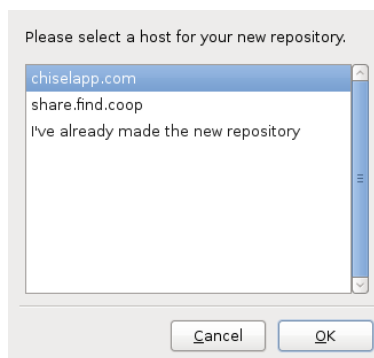 Please select a host for your new repository.
chiselapp.com
share.find.coop
I've already made the new repository
Cancel
OK